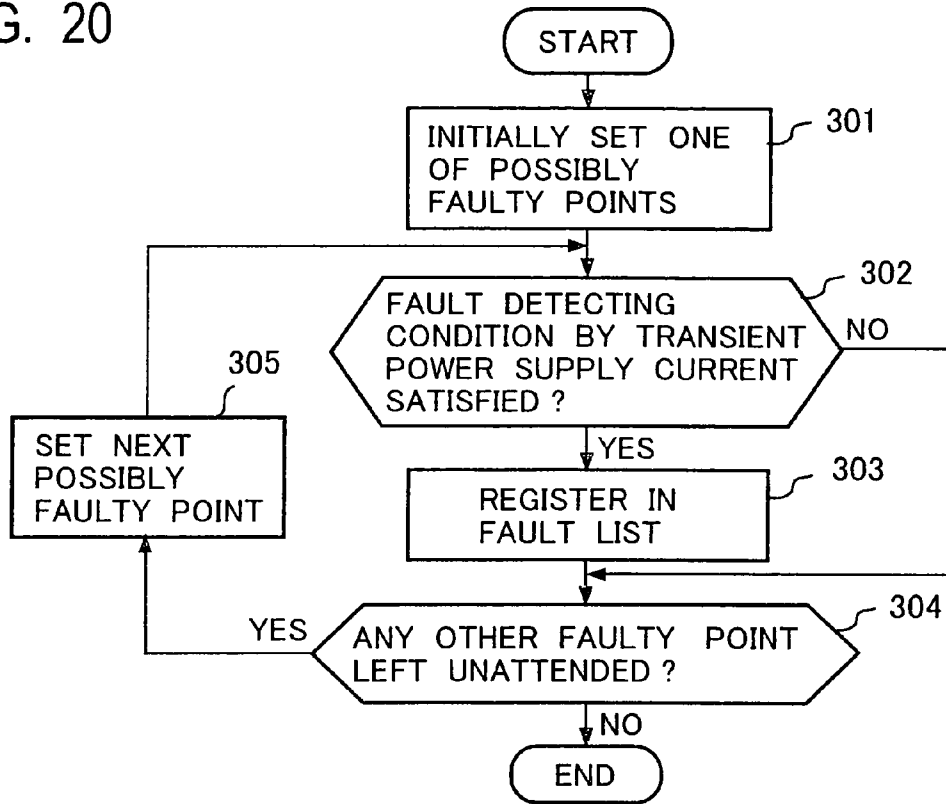 G. 20
START
301
INITIALLY SET ONE
OF POSSIBLY
FAULTY POINTS
302
FAULT DETECTING
CONDITION BY TRANSIENT
POWER SUPPLY CURRENT
SATISFIED ?
NO
305
SET NEXT
POSSIBLY
FAULTY POINT
YES
303
REGISTER IN
FAULT LIST
304
YES
ANY OTHER FAULTY POINT
LEFT UNATTENDED ?
NO
END